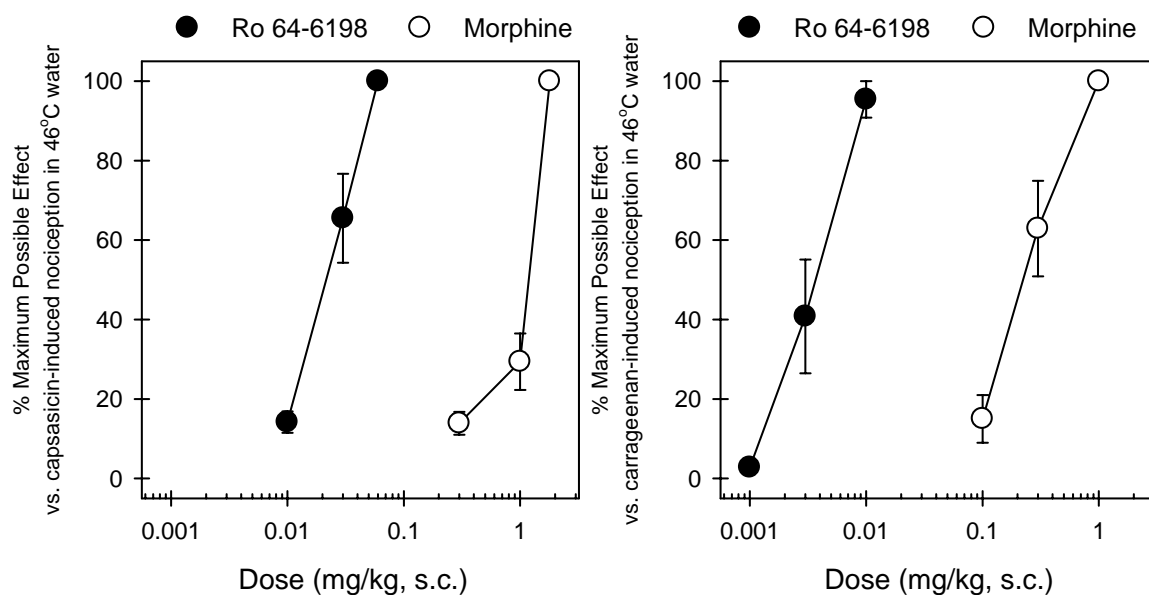 Ro 64-6198 Morphine
% Maximum Possible Effect
vs. capsasicin-induced nociception in 46°C water
100
80
60
40
20
0
0.001 0.01 0.1 1
Dose (mg/kg, s.c.)
Ro 64-6198 Morphine
% Maximum Possible Effect
vs. carrageenan-induced nociception in 46°C water
100
80
60
40
20
0
0.001 0.01 0.1 1
Dose (mg/kg, s.c.)